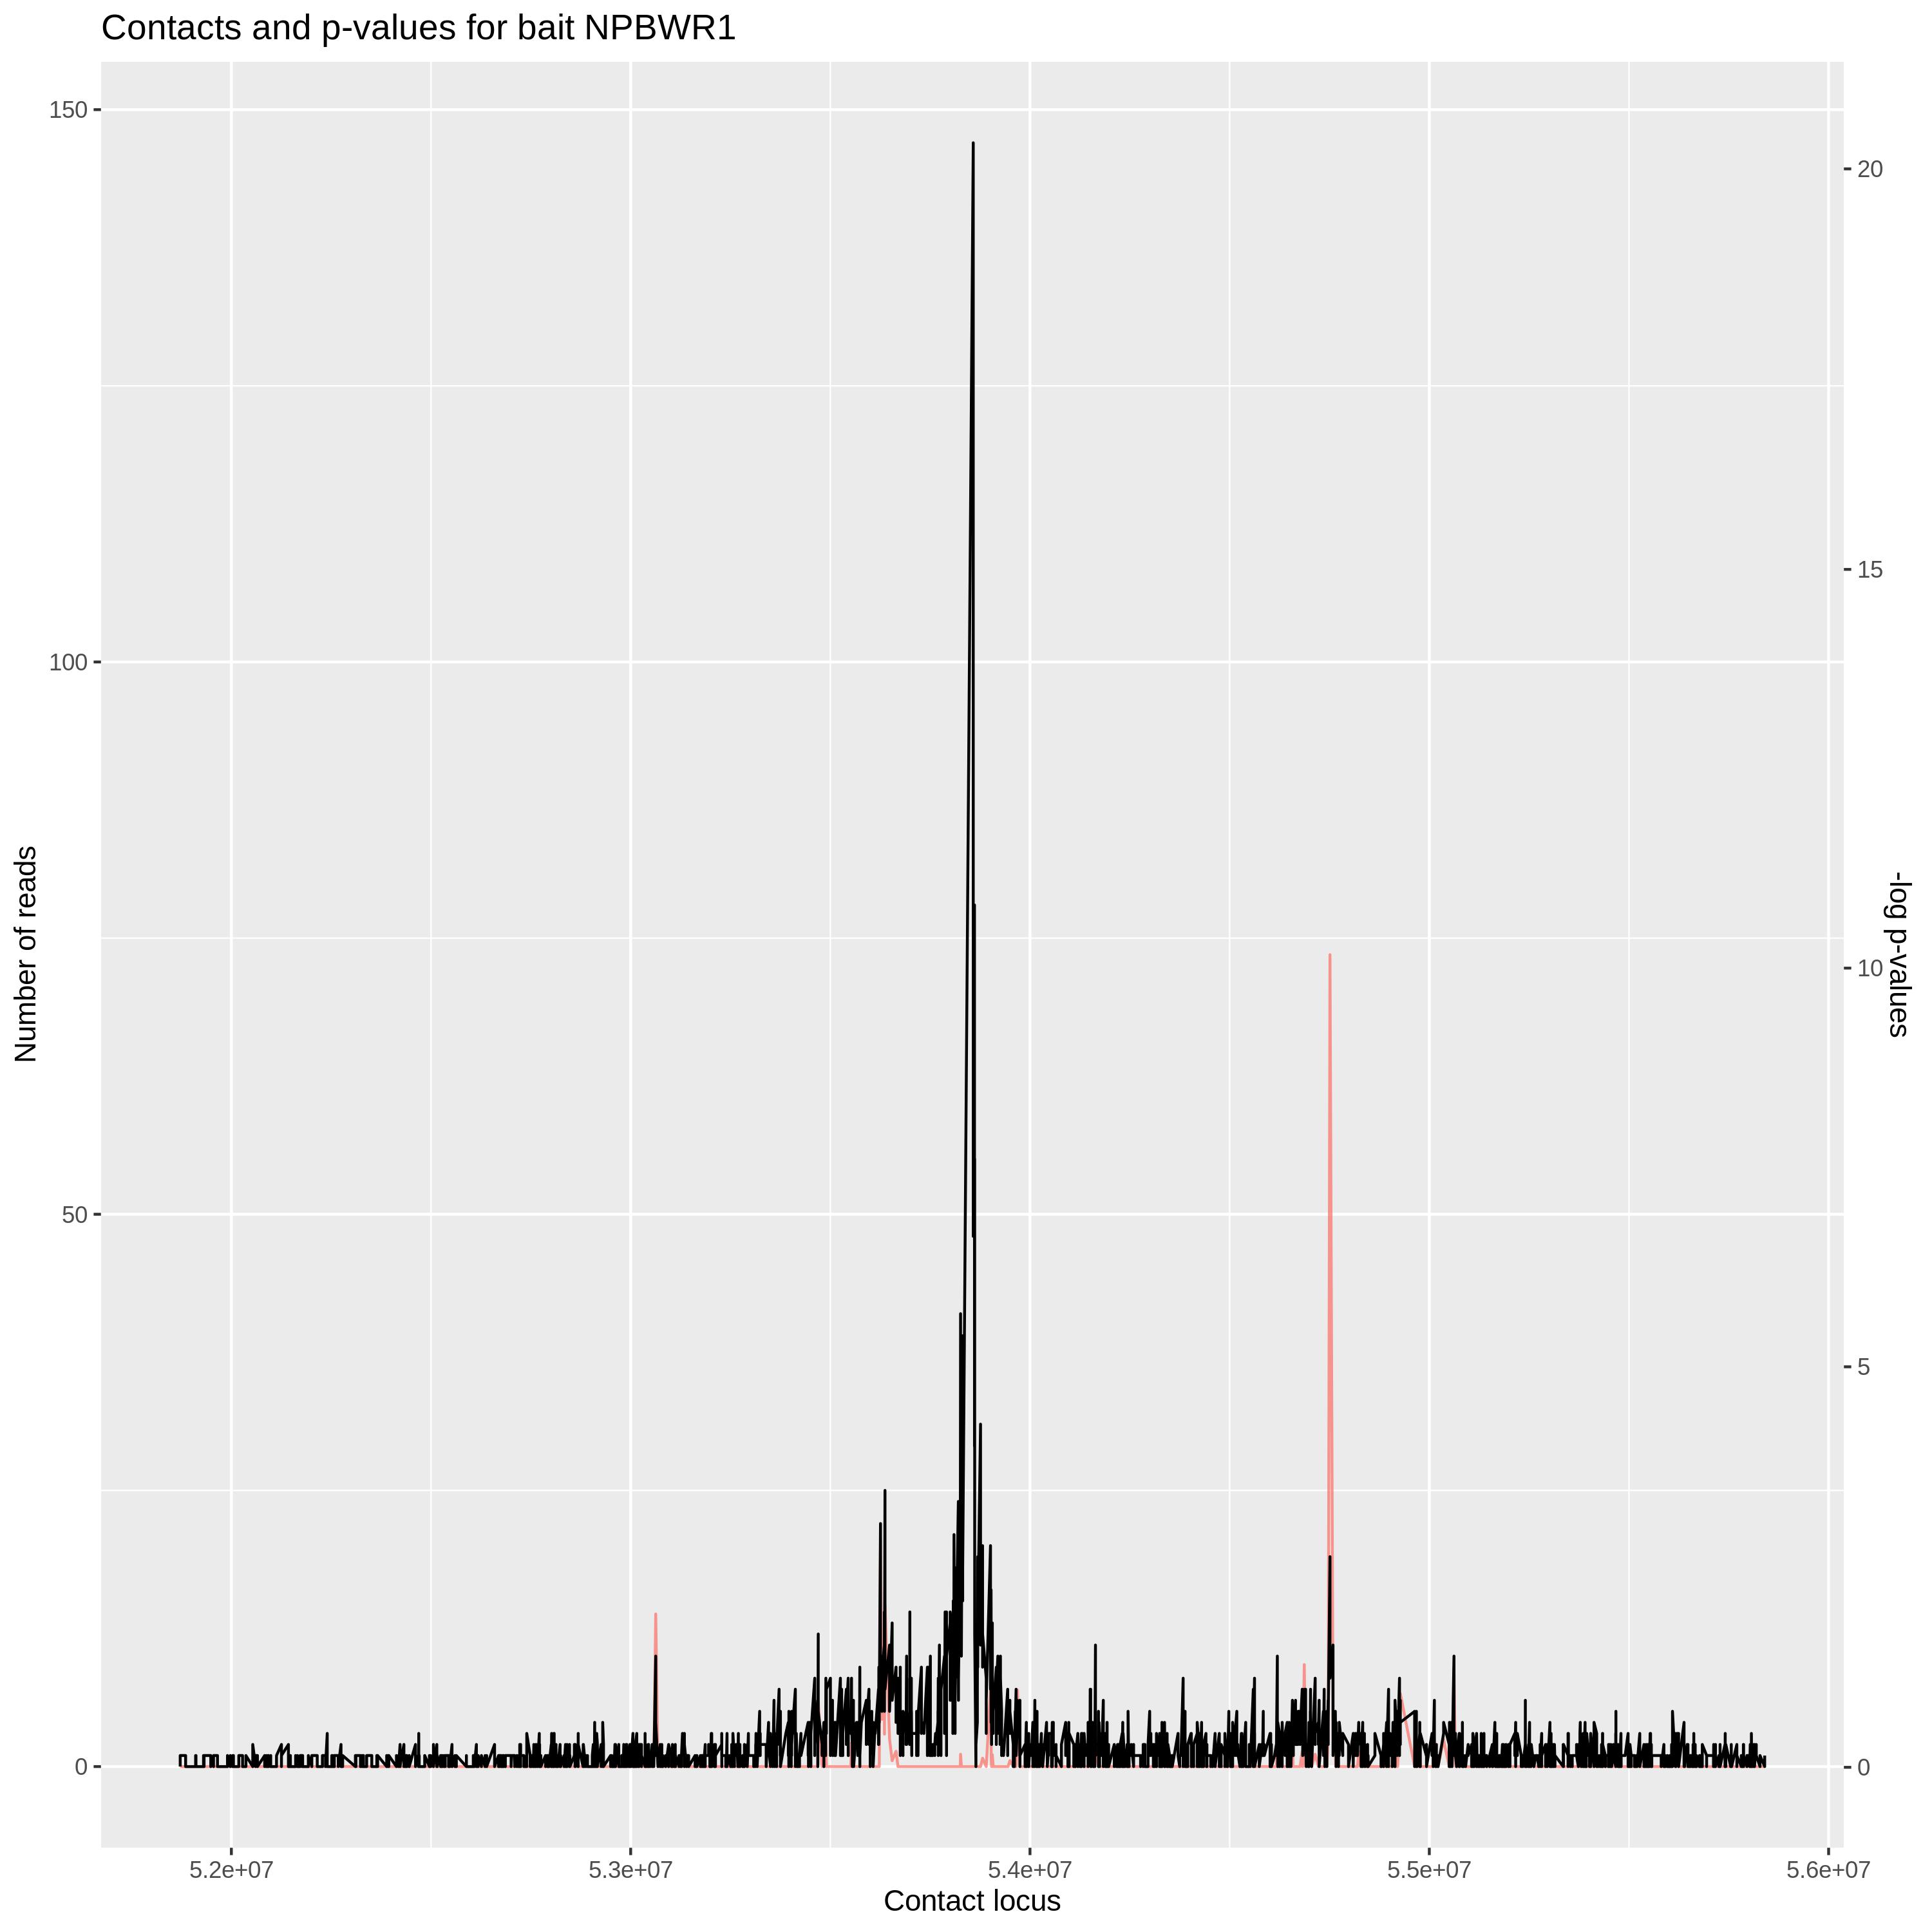 Contacts and p-values for bait NPBWR1
150
100
50
0
Number of reads
20
15
10
5
0
-log p-values
5.2e+07
5.3e+07
5.4e+07
5.5e+07
5.6e+07
Contact locus